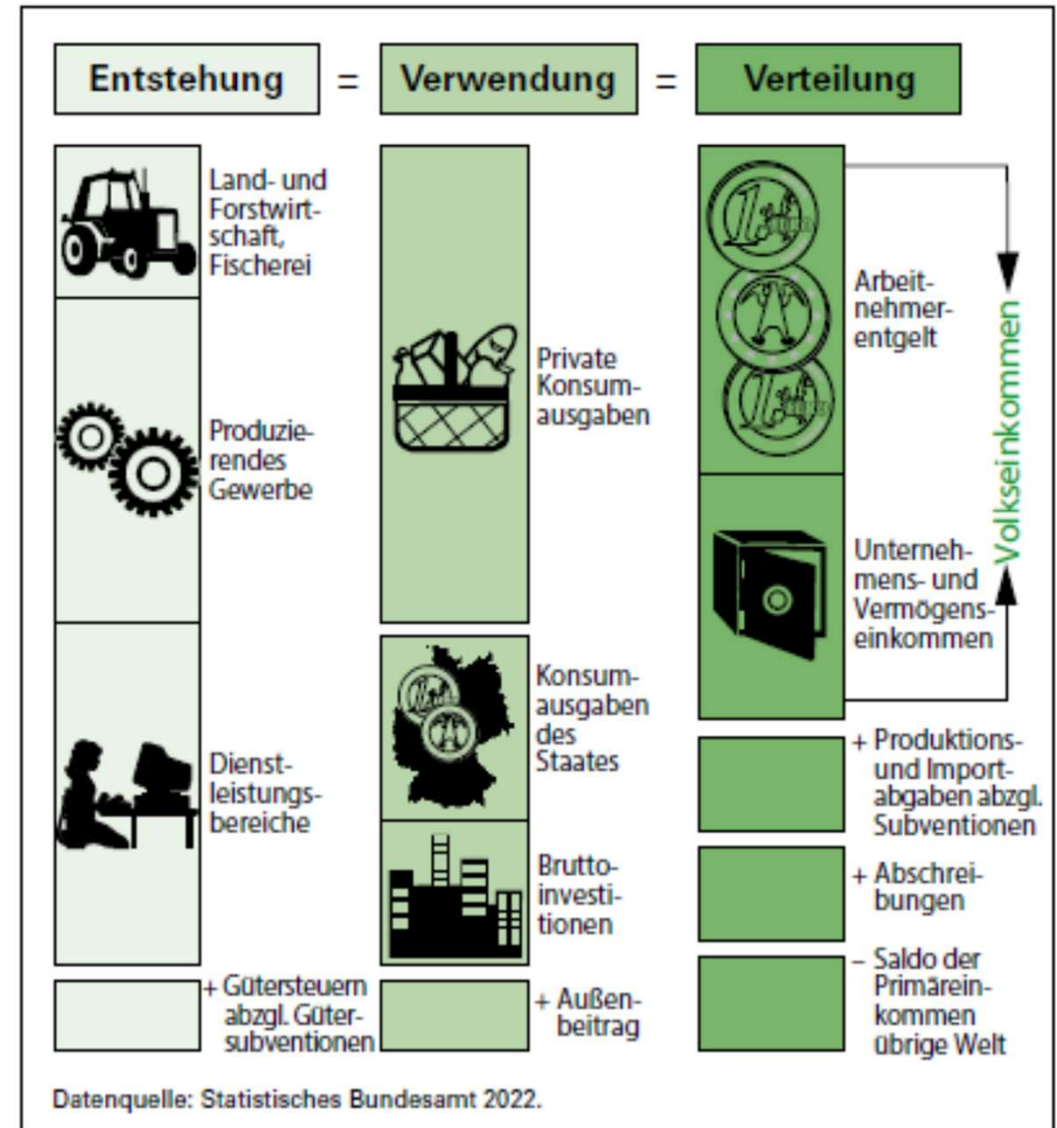 Entstehung = Verwendung = Verteilung
Land- und
Forstwirt-
schaft,
Fischerei
Produzie-
rendes
Gewerbe
Dienst-
leistungs-
bereiche
+ Gütersteuern
abzgl. Güter-
subventionen
Private
Konsum-
ausgaben
Konsum-
ausgaben
des
Staates
Brutto-
investi-
tionen
+ Außen-
beitrag
Arbeit-
nehmer-
entgelt
Unterneh-
mens- und
Vermögens-
einkommen
Volkseinkommen
+ Produktions-
und Import-
abgaben abzgl.
Subventionen
+ Abschrei-
bungen
– Saldo der
Primärein-
kommen
übrige Welt
Datenquelle: Statistisches Bundesamt 2022.